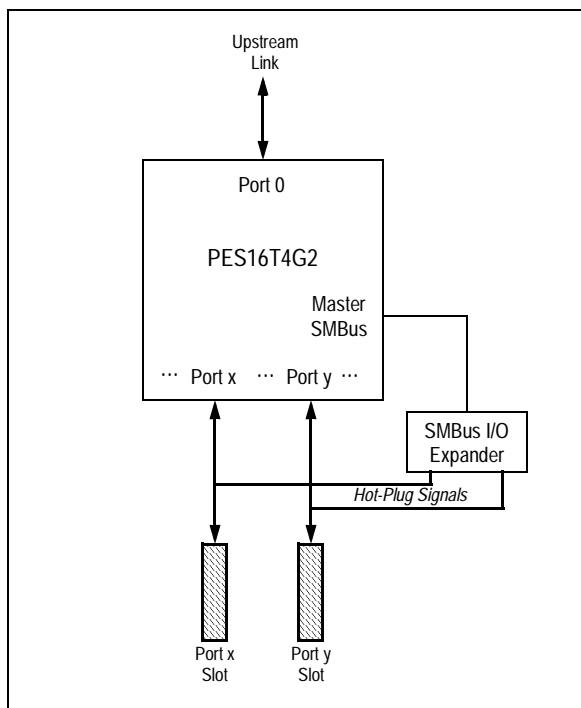 Upstream
Link
Port 0
PES16T4G2
Master
SMBus
··· Port x ··· Port y ···
SMBus I/O
Expander
Hot-Plug Signals
Port x
Slot
Port y
Slot